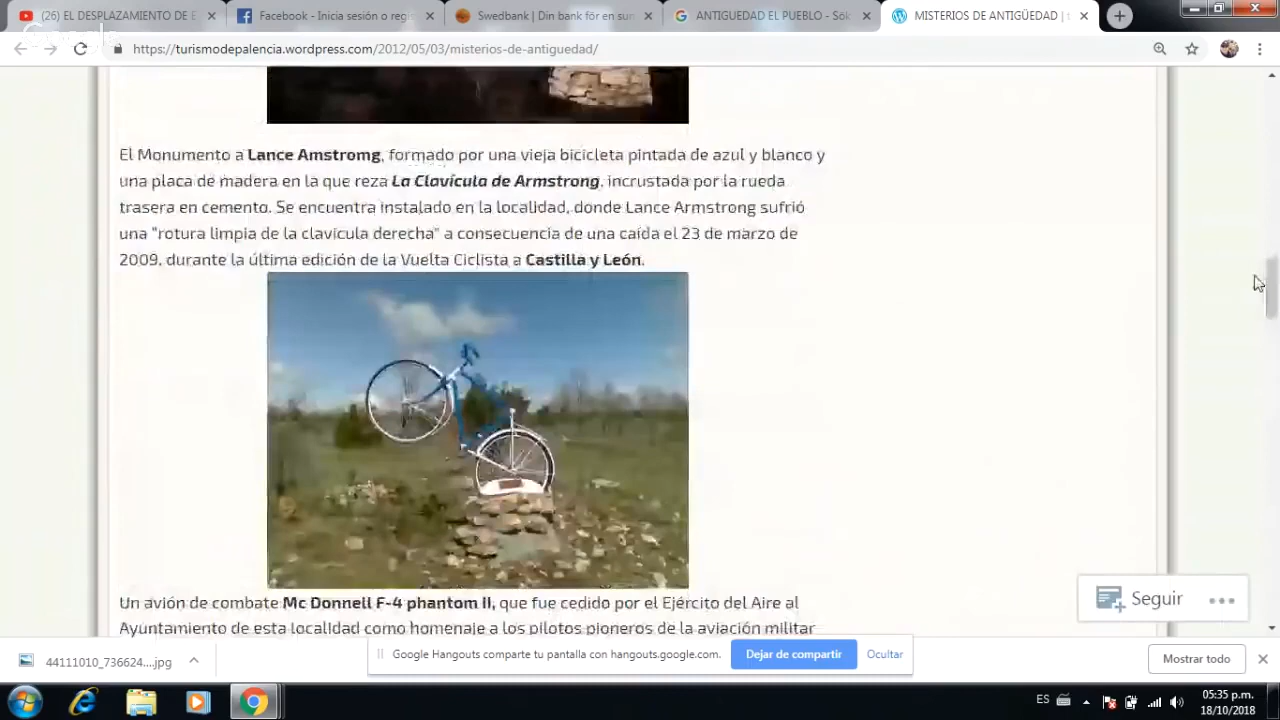 (26) EL DESPLAZAMIENTO DE E
Facebook - Inicia sesión o regis
Swedbank | Din bank för en sun
ANTIGUEDAD EL PUEBLO - Sök
MISTERIOS DE ANTIGÜEDAD | t
https://turismodepalencia.wordpress.com/2012/05/03/misterios-de-antiguedad/
El Monumento a Lance Amstromg, formado por una vieja bicicleta pintada de azul y blanco y
una placa de madera en la que reza La Clavícula de Armstrong, incrustada por la rueda
trasera en cemento. Se encuentra instalado en la localidad, donde Lance Armstrong sufrió
una "rotura limpia de la clavícula derecha" a consecuencia de una caída el 23 de marzo de
2009, durante la última edición de la Vuelta Ciclista a Castilla y León.
Un avión de combate Mc Donnell F-4 phantom II, que fue cedido por el Ejército del Aire al
Ayuntamiento de esta localidad como homenaje a los pilotos pioneros de la aviación militar
Seguir
44111010_736624....jpg
Google Hangouts comparte tu pantalla con hangouts.google.com.
Dejar de compartir
Ocultar
Mostrar todo
ES
05:35 p.m.
18/10/2018